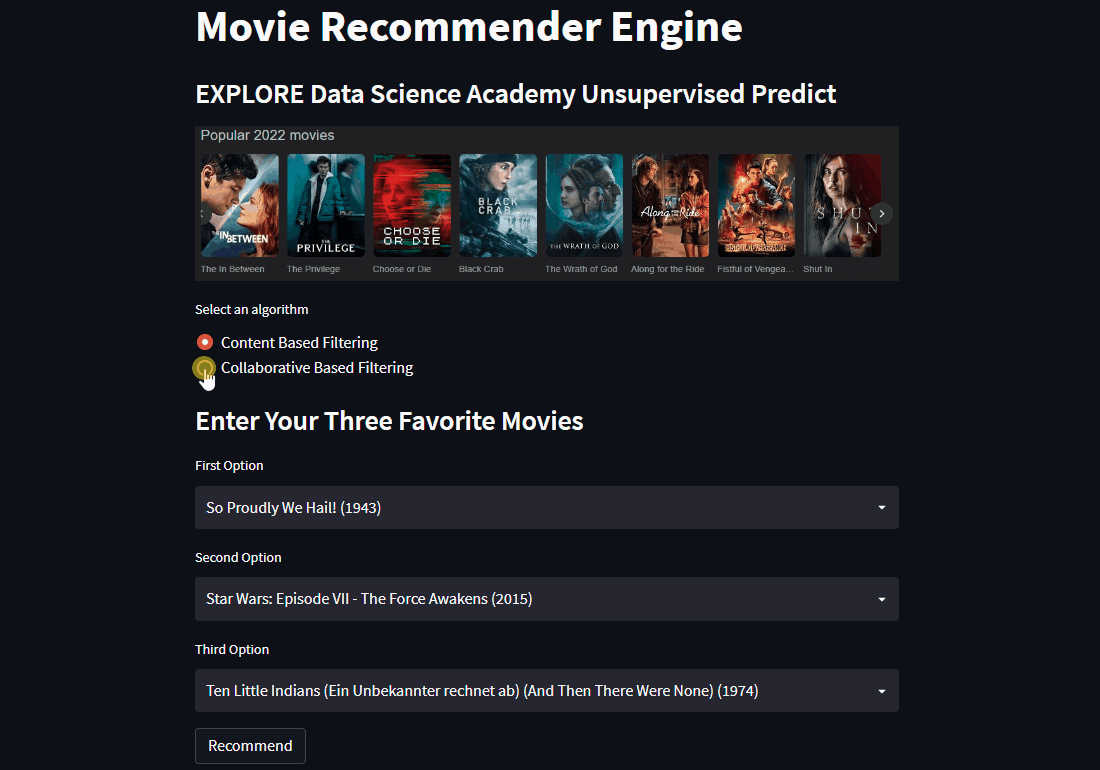 Movie Recommender Engine
EXPLORE Data Science Academy Unsupervised Predict
Popular 2022 movies
THE IN BETWEEN
THE PRIVILEGE
CHOOSE OR DIE
BLACK CRAB
THE WRATH OF GOD
Along for the Ride
SHUT IN
The In Between
The Privilege
Choose or Die
Black Crab
The Wrath of God
Along for the Ride
Fistful of Vengea...
Shut In
Select an algorithm
Content Based Filtering
Collaborative Based Filtering
Enter Your Three Favorite Movies
First Option
So Proudly We Hail! (1943)
Second Option
Star Wars: Episode VII - The Force Awakens (2015)
Third Option
Ten Little Indians (Ein Unbekannter rechnet ab) (And Then There Were None) (1974)
Recommend